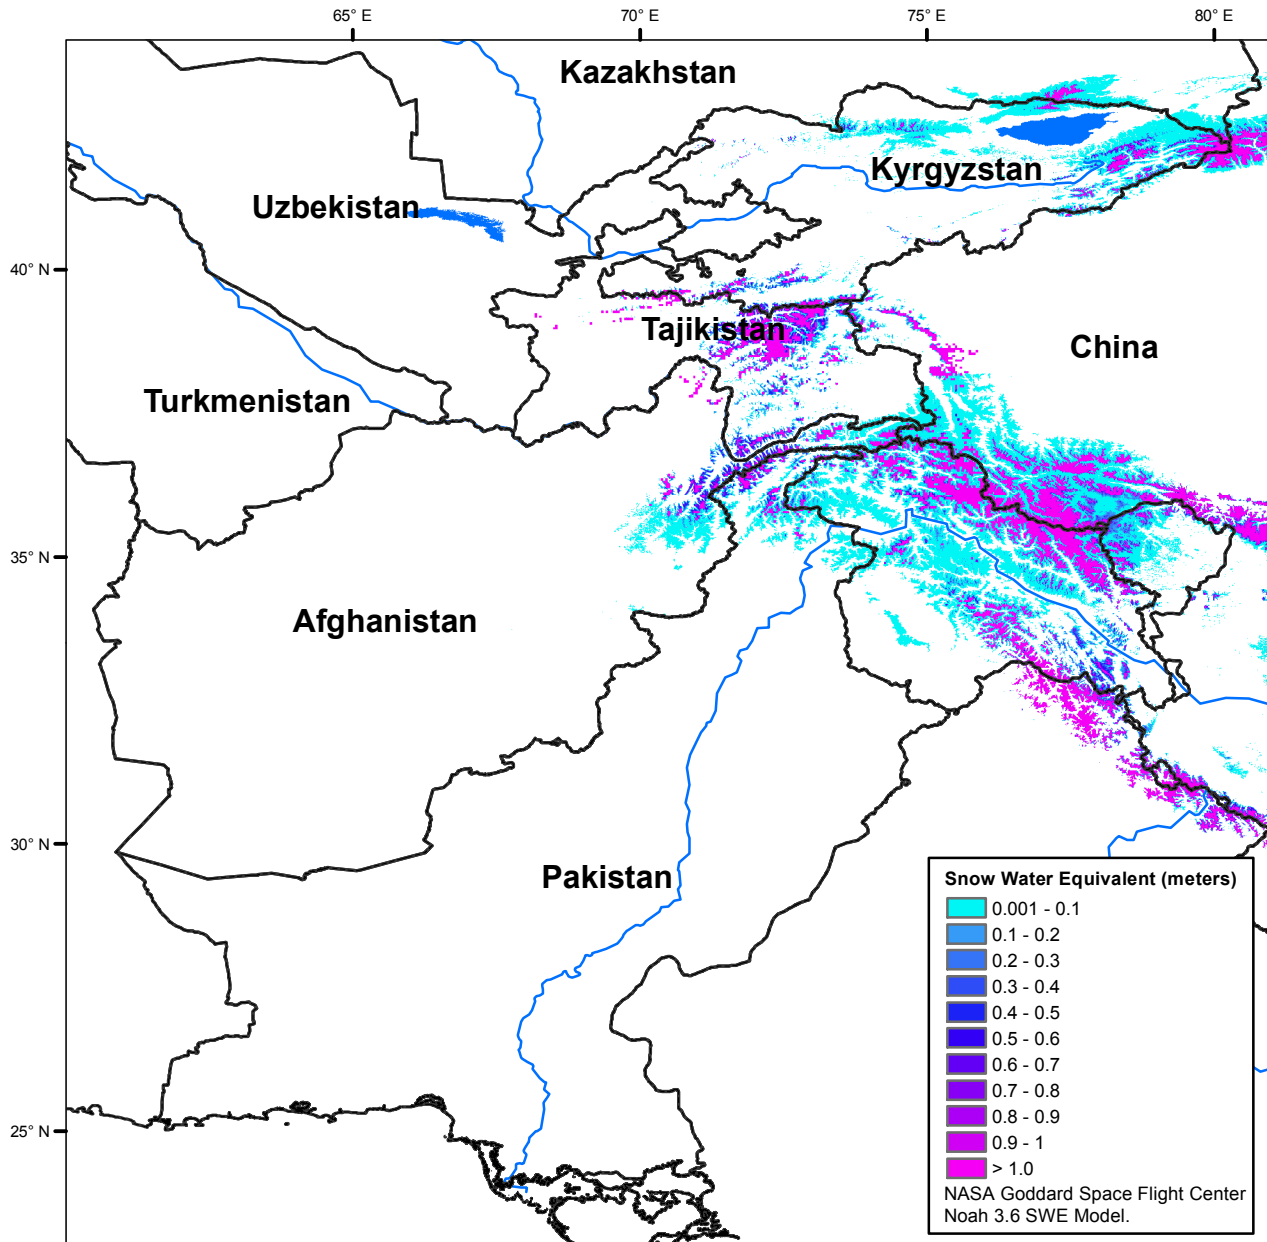 65° E
70° E
75° E
80° E
Kazakhstan
Kyrgyzstan
Uzbekistan
40° N
Tajikistan
China
Turkmenistan
35° N
Afghanistan
30° N
Pakistan
25° N
Snow Water Equivalent (meters)
0.001 - 0.1
0.1 - 0.2
0.2 - 0.3
0.3 - 0.4
0.4 - 0.5
0.5 - 0.6
0.6 - 0.7
0.7 - 0.8
0.8 - 0.9
0.9 - 1
> 1.0
NASA Goddard Space Flight Center
Noah 3.6 SWE Model.